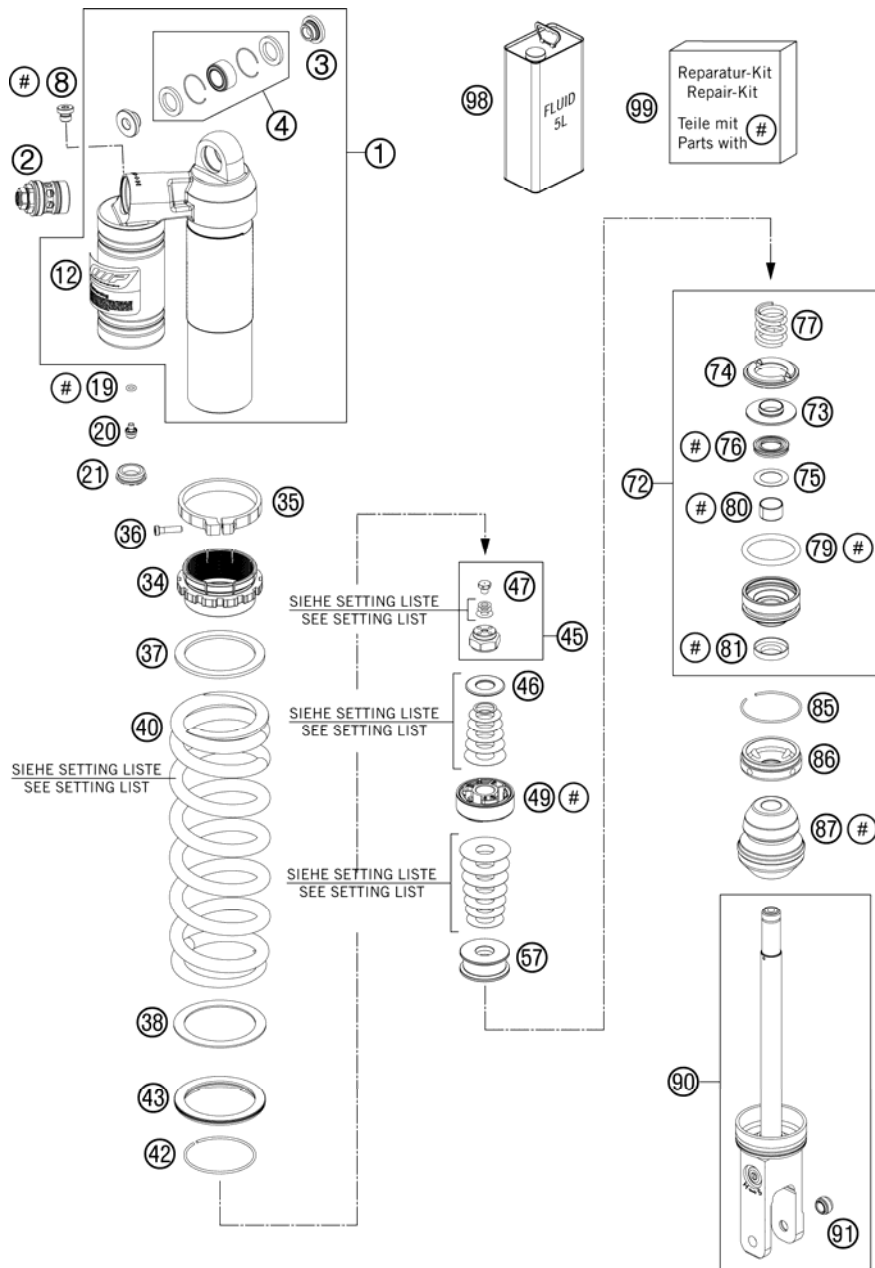 # 8
3
4
2
1
12
# 19
20
21
98
FLUID
5L
99
Reparatur-Kit
Repair-Kit
Teile mit
Parts with #
35
36
34
37
40
SIEHE SETTING LISTE
SEE SETTING LIST
38
43
42
47
SIEHE SETTING LISTE
SEE SETTING LIST
45
46
SIEHE SETTING LISTE
SEE SETTING LIST
49 #
SIEHE SETTING LISTE
SEE SETTING LIST
57
77
74
73
# 76
72
75
# 80
79 #
# 81
85
86
87 #
90
91